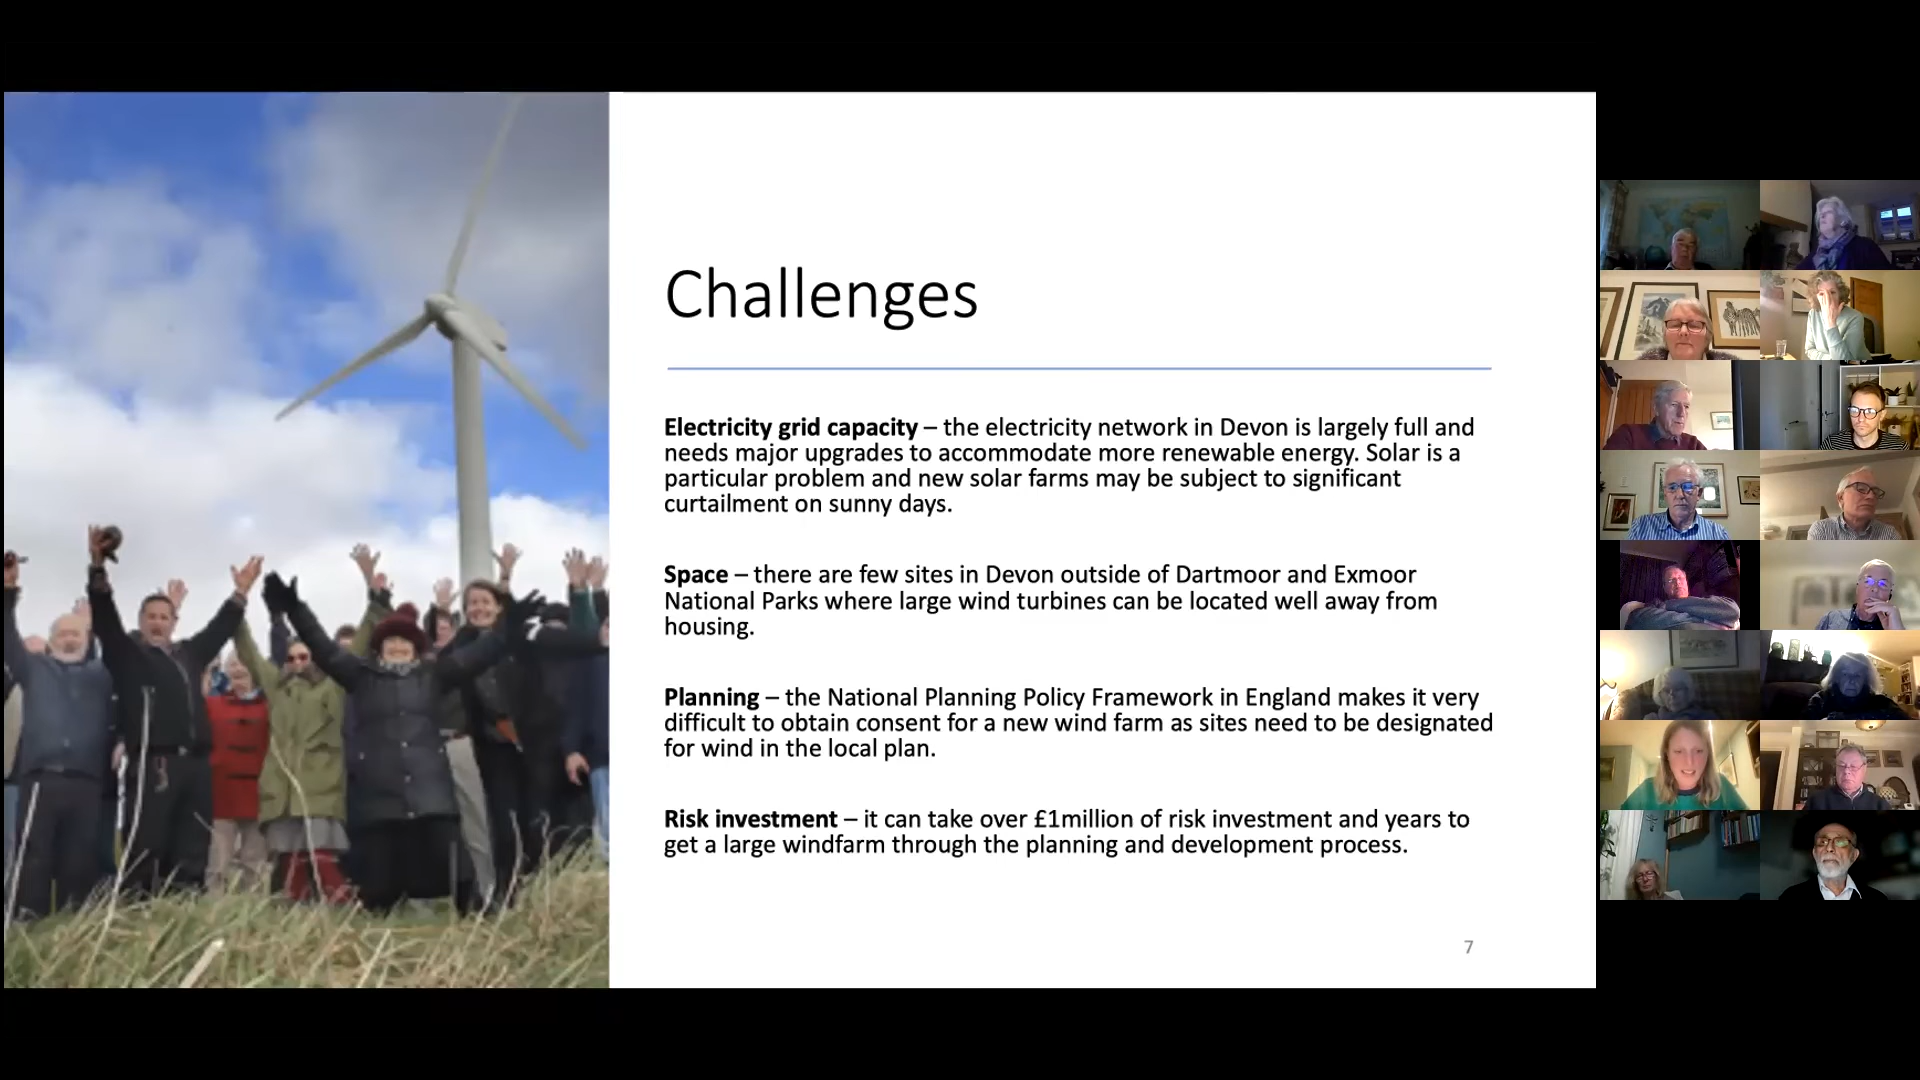 Challenges
Electricity grid capacity – the electricity network in Devon is largely full and
needs major upgrades to accommodate more renewable energy. Solar is a
particular problem and new solar farms may be subject to significant
curtailment on sunny days.
Space – there are few sites in Devon outside of Dartmoor and Exmoor
National Parks where large wind turbines can be located well away from
housing.
Planning – the National Planning Policy Framework in England makes it very
difficult to obtain consent for a new wind farm as sites need to be designated
for wind in the local plan.
Risk investment – it can take over £1million of risk investment and years to
get a large windfarm through the planning and development process.
7